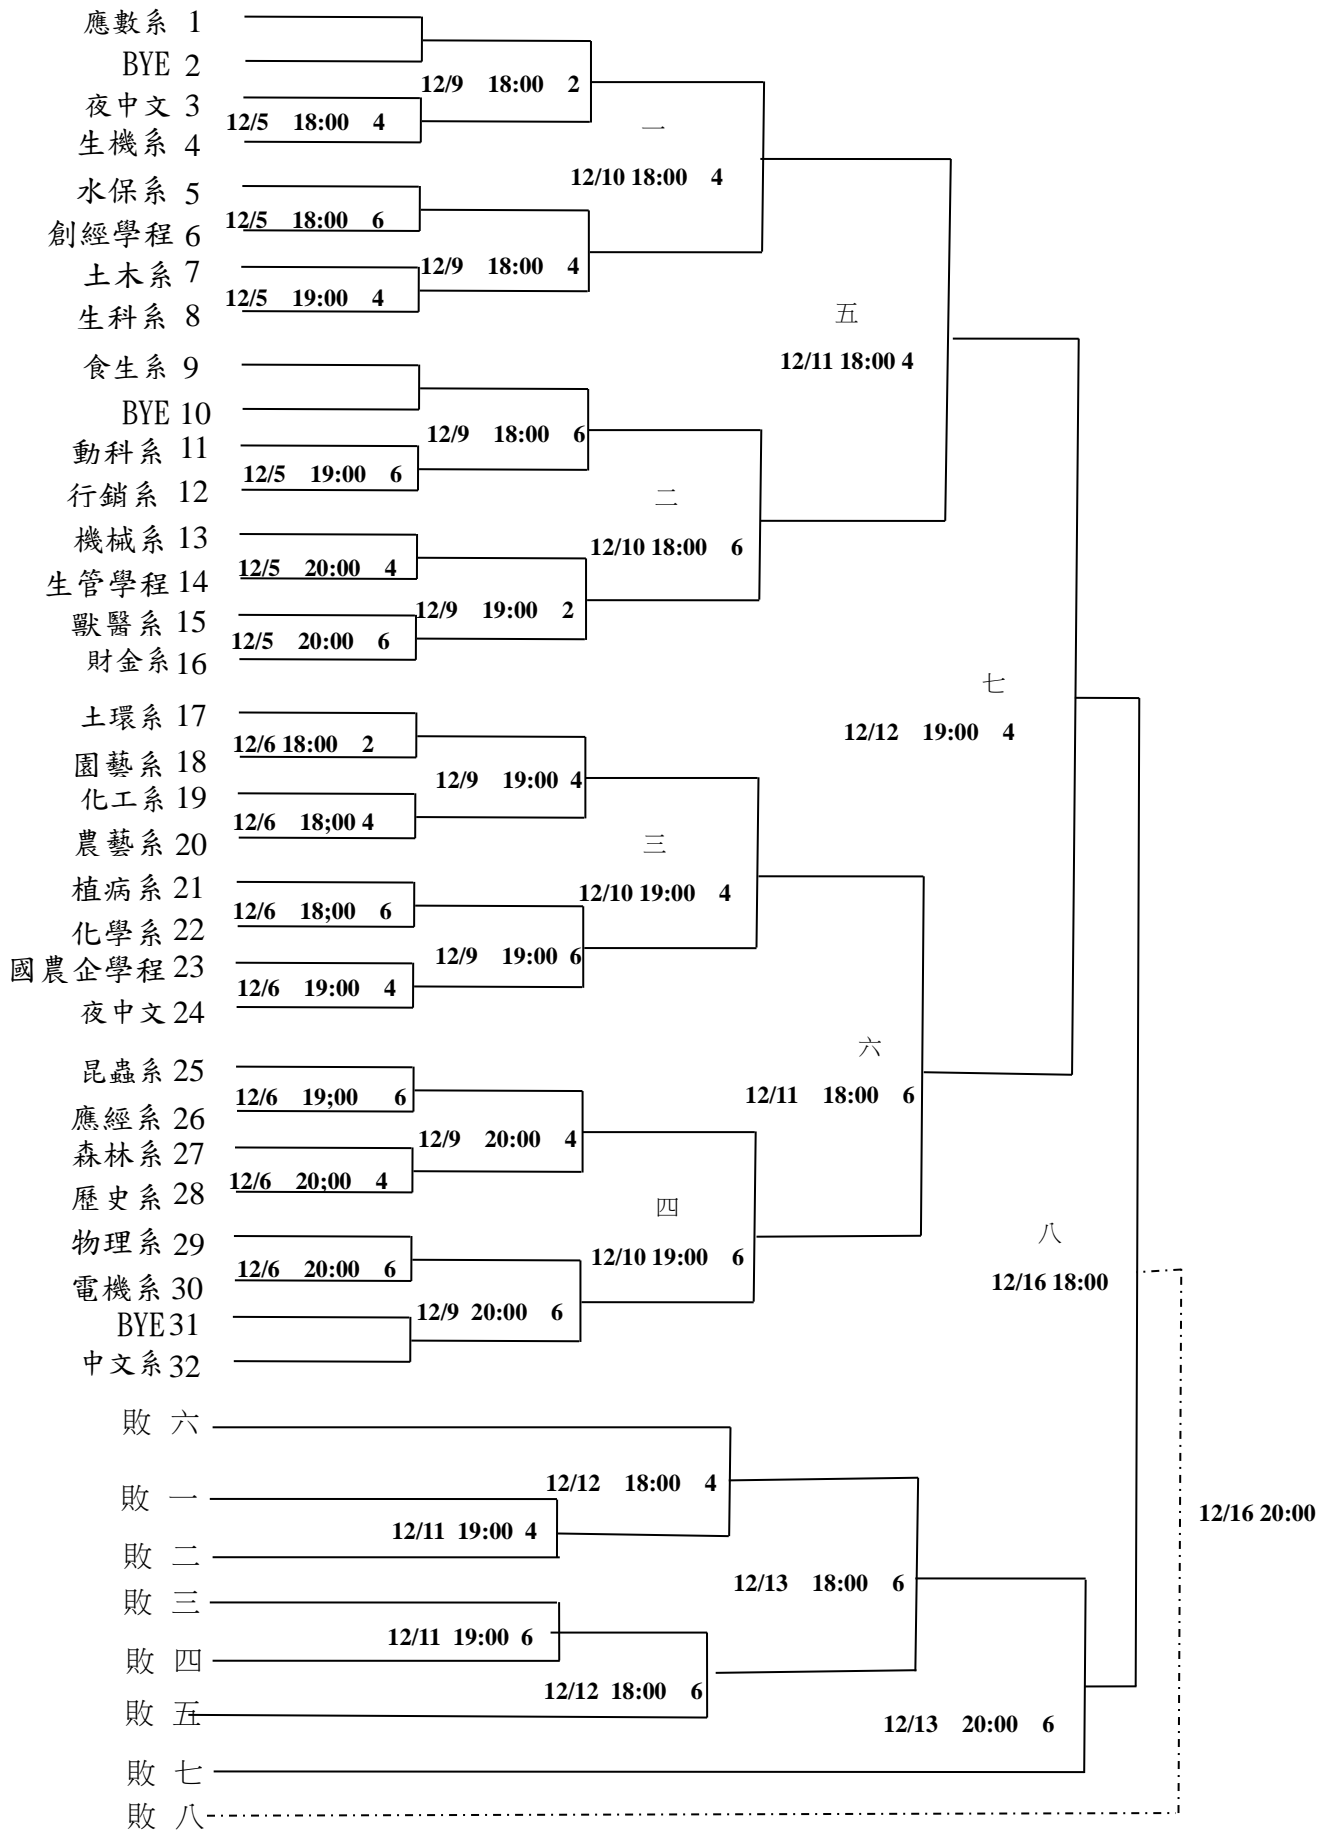 應數系 1
BYE 2
12/9 18:00 2
夜中文 3
12/5 18:00 4
一
生機系 4
12/10 18:00 4
水保系 5
12/5 18:00 6
創經學程 6
12/9 18:00 4
土木系 7
12/5 19:00 4
生科系 8
五
12/11 18:00 4
食生系 9
BYE 10
12/9 18:00 6
動科系 11
12/5 19:00 6
行銷系 12
二
機械系 13
12/10 18:00 6
12/5 20:00 4
生管學程 14
12/9 19:00 2
獸醫系 15
12/5 20:00 6
財金系 16
七
土環系 17
12/12 19:00 4
12/6 18:00 2
園藝系 18
12/9 19:00 4
化工系 19
12/6 18;00 4
農藝系 20
三
植病系 21
12/10 19:00 4
12/6 18;00 6
化學系 22
12/9 19:00 6
國農企學程 23
12/6 19:00 4
夜中文 24
六
昆蟲系 25
12/6 19;00 6
12/11 18:00 6
應經系 26
12/9 20:00 4
森林系 27
12/6 20;00 4
歷史系 28
四
八
物理系 29
12/10 19:00 6
12/6 20:00 6
12/16 18:00
電機系 30
12/9 20:00 6
BYE 31
中文系 32
敗 六
12/12 18:00 4
敗 一
12/16 20:00
12/11 19:00 4
敗 二
12/13 18:00 6
敗 三
12/11 19:00 6
敗 四
12/12 18:00 6
敗 五
12/13 20:00 6
敗 七
敗 八